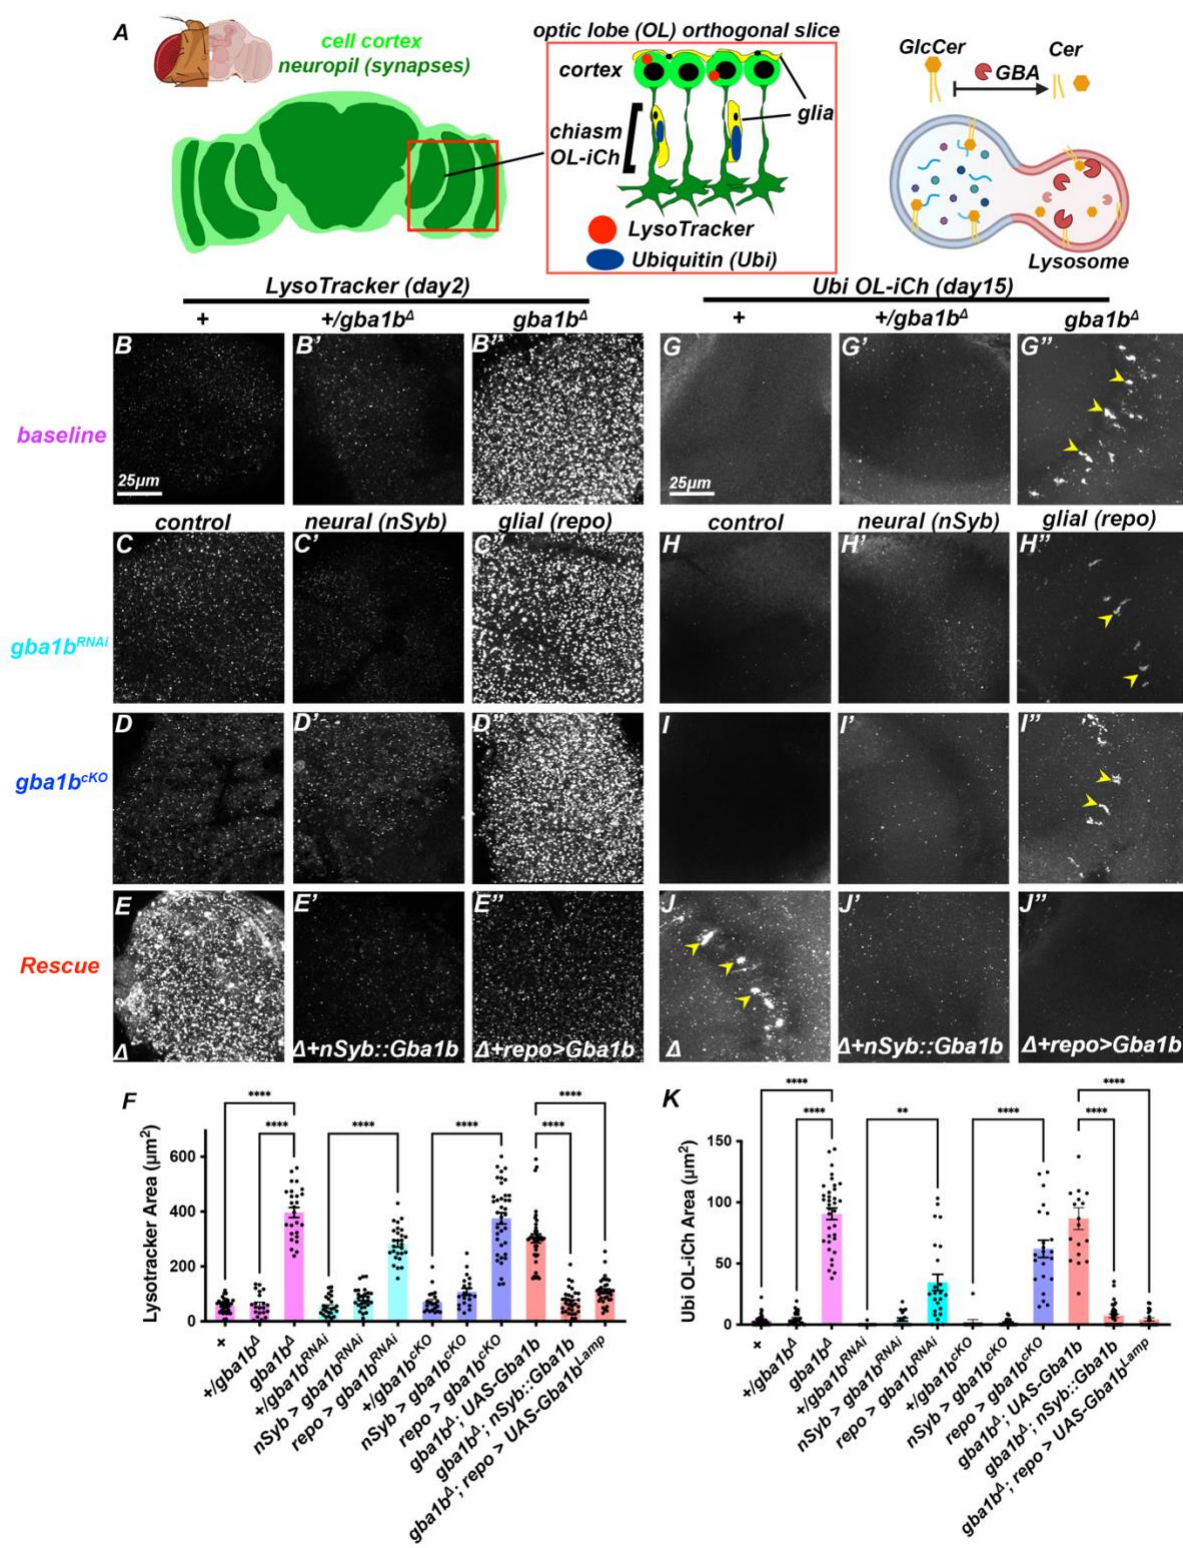 A
cell cortex
neuropil (synapses)
optic lobe (OL) orthogonal slice
cortex
chiasm
OL-iCh
glia
LysoTracker
Ubiquitin (Ubi)
GlcCer
Cer
GBA
Lysosome
LysoTracker (day2)
Ubi OL-iCh (day15)
+
+/gba1bΔ
gba1bΔ
+
+/gba1bΔ
gba1bΔ
baseline
B
B’
B”
G
G’
G”
25µm
25µm
control
neural (nSyb)
glial (repo)
control
neural (nSyb)
glial (repo)
gba1bRNAi
C
C’
C”
H
H’
H”
gba1bcKO
D
D’
D”
I
I’
I”
Rescue
E
E’
E”
J
J’
J”
Δ
Δ+nSyb::Gba1b
Δ+repo>Gba1b
Δ
Δ+nSyb::Gba1b
Δ+repo>Gba1b
F
Lysotracker Area (µm2)
600
400
200
0
****
****
****
****
****
****
+
+/gba1bΔ
gba1bΔ
+/gba1bRNAi
nSyb > gba1bRNAi
repo > gba1bRNAi
+/gba1bcKO
nSyb > gba1bcKO
repo > gba1bcKO
gba1bΔ; UAS-Gba1b
gba1bΔ; nSyb::Gba1b
gba1bΔ; repo > UAS-Gba1bLamp
K
Ubi OL-iCh Area (µm2)
150
100
50
0
****
****
**
****
****
****
+
+/gba1bΔ
gba1bΔ
+/gba1bRNAi
nSyb > gba1bRNAi
repo > gba1bRNAi
+/gba1bcKO
nSyb > gba1bcKO
repo > gba1bcKO
gba1bΔ; UAS-Gba1b
gba1bΔ; nSyb::Gba1b
gba1bΔ; repo > UAS-Gba1bLamp